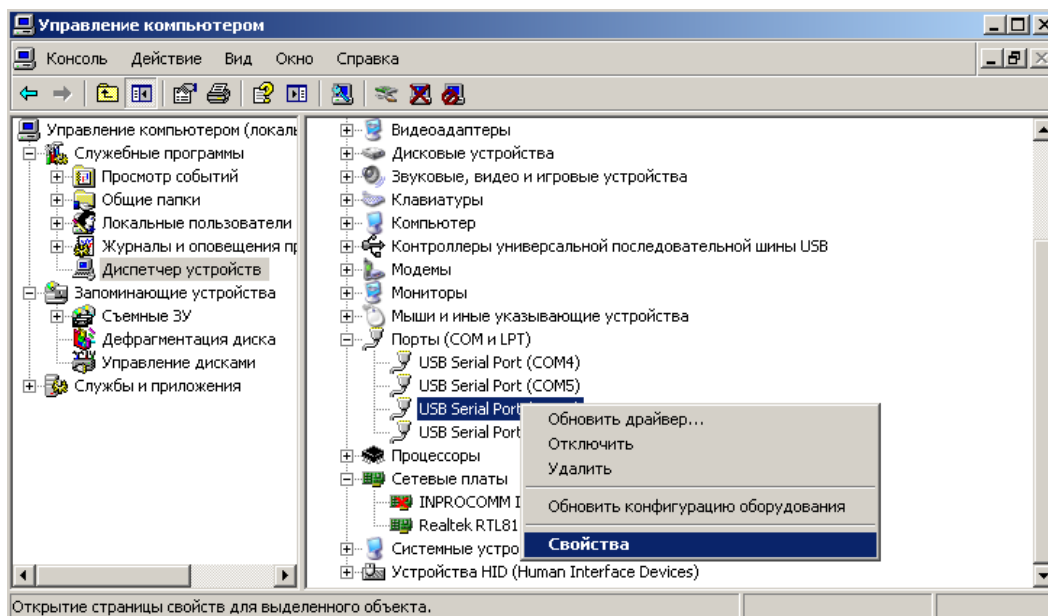 Управление компьютером
Консоль Действие Вид Окно Справка
Управление компьютером (локаль
Служебные программы
Просмотр событий
Общие папки
Локальные пользователи
Журналы и оповещения пр
Диспетчер устройств
Запоминающие устройства
Съемные ЗУ
Дефрагментация диска
Управление дисками
Службы и приложения
Видеоадаптеры
Дисковые устройства
Звуковые, видео и игровые устройства
Клавиатуры
Компьютер
Контроллеры универсальной последовательной шины USB
Модемы
Мониторы
Мыши и иные указывающие устройства
Порты (COM и LPT)
USB Serial Port (COM4)
USB Serial Port (COM5)
USB Serial Port
USB Serial Port
Процессоры
Сетевые платы
INPROCOMM I
Realtek RTL81
Системные устро
Устройства HID (Human Interface Devices)
Обновить драйвер...
Отключить
Удалить
Обновить конфигурацию оборудования
Свойства
Открытие страницы свойств для выделенного объекта.